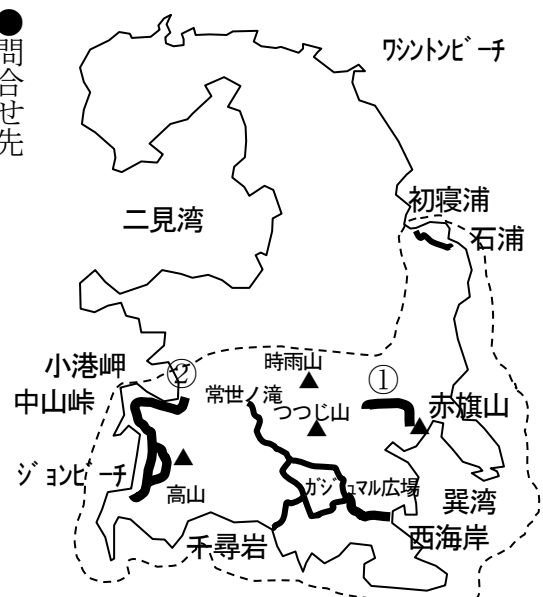 ●問合せ先
ワシントンビーチ
初寝浦
二見湾
石浦
小港岬
②
時雨山
①
中山峠
常世ノ滝
つつじ山
赤旗山
ジョンビーチ
高山
ガジュマル広場
巽湾
千尋岩
西海岸